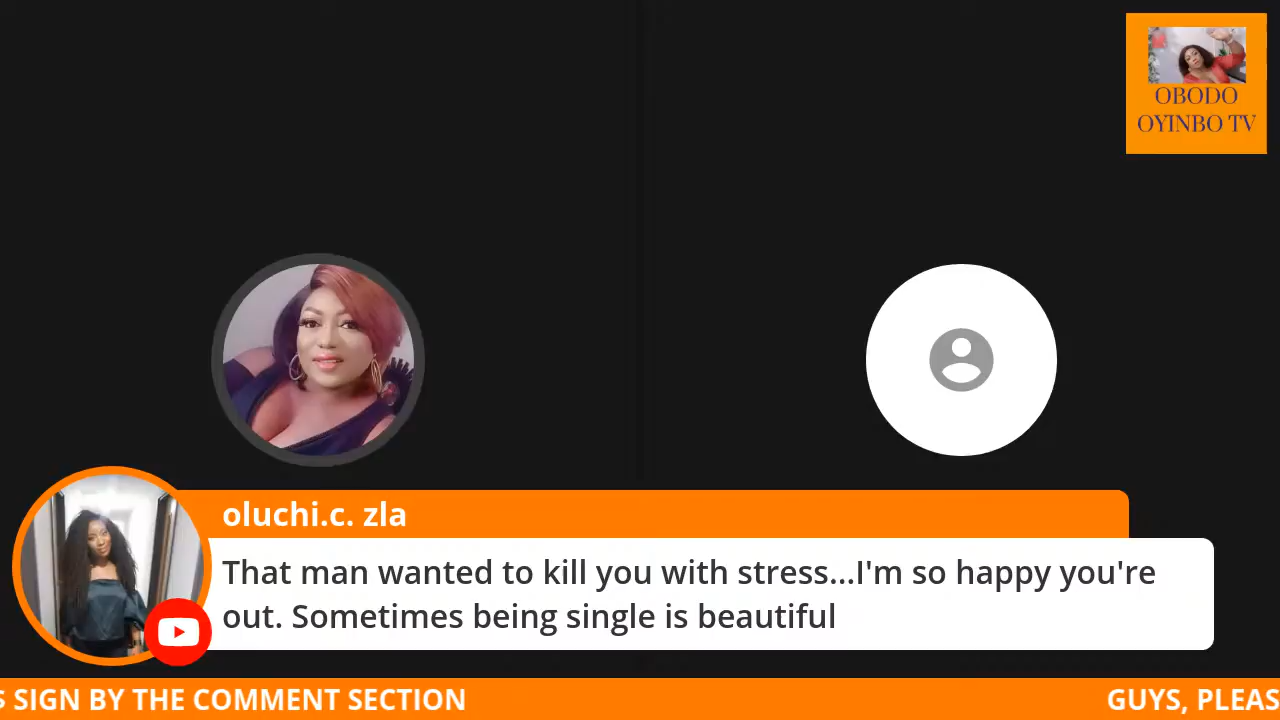 OBODO
OYINBO TV
oluchi.c. zla
That man wanted to kill you with stress...I'm so happy you're
out. Sometimes being single is beautiful
$ SIGN BY THE COMMENT SECTION
GUYS, PLEAS